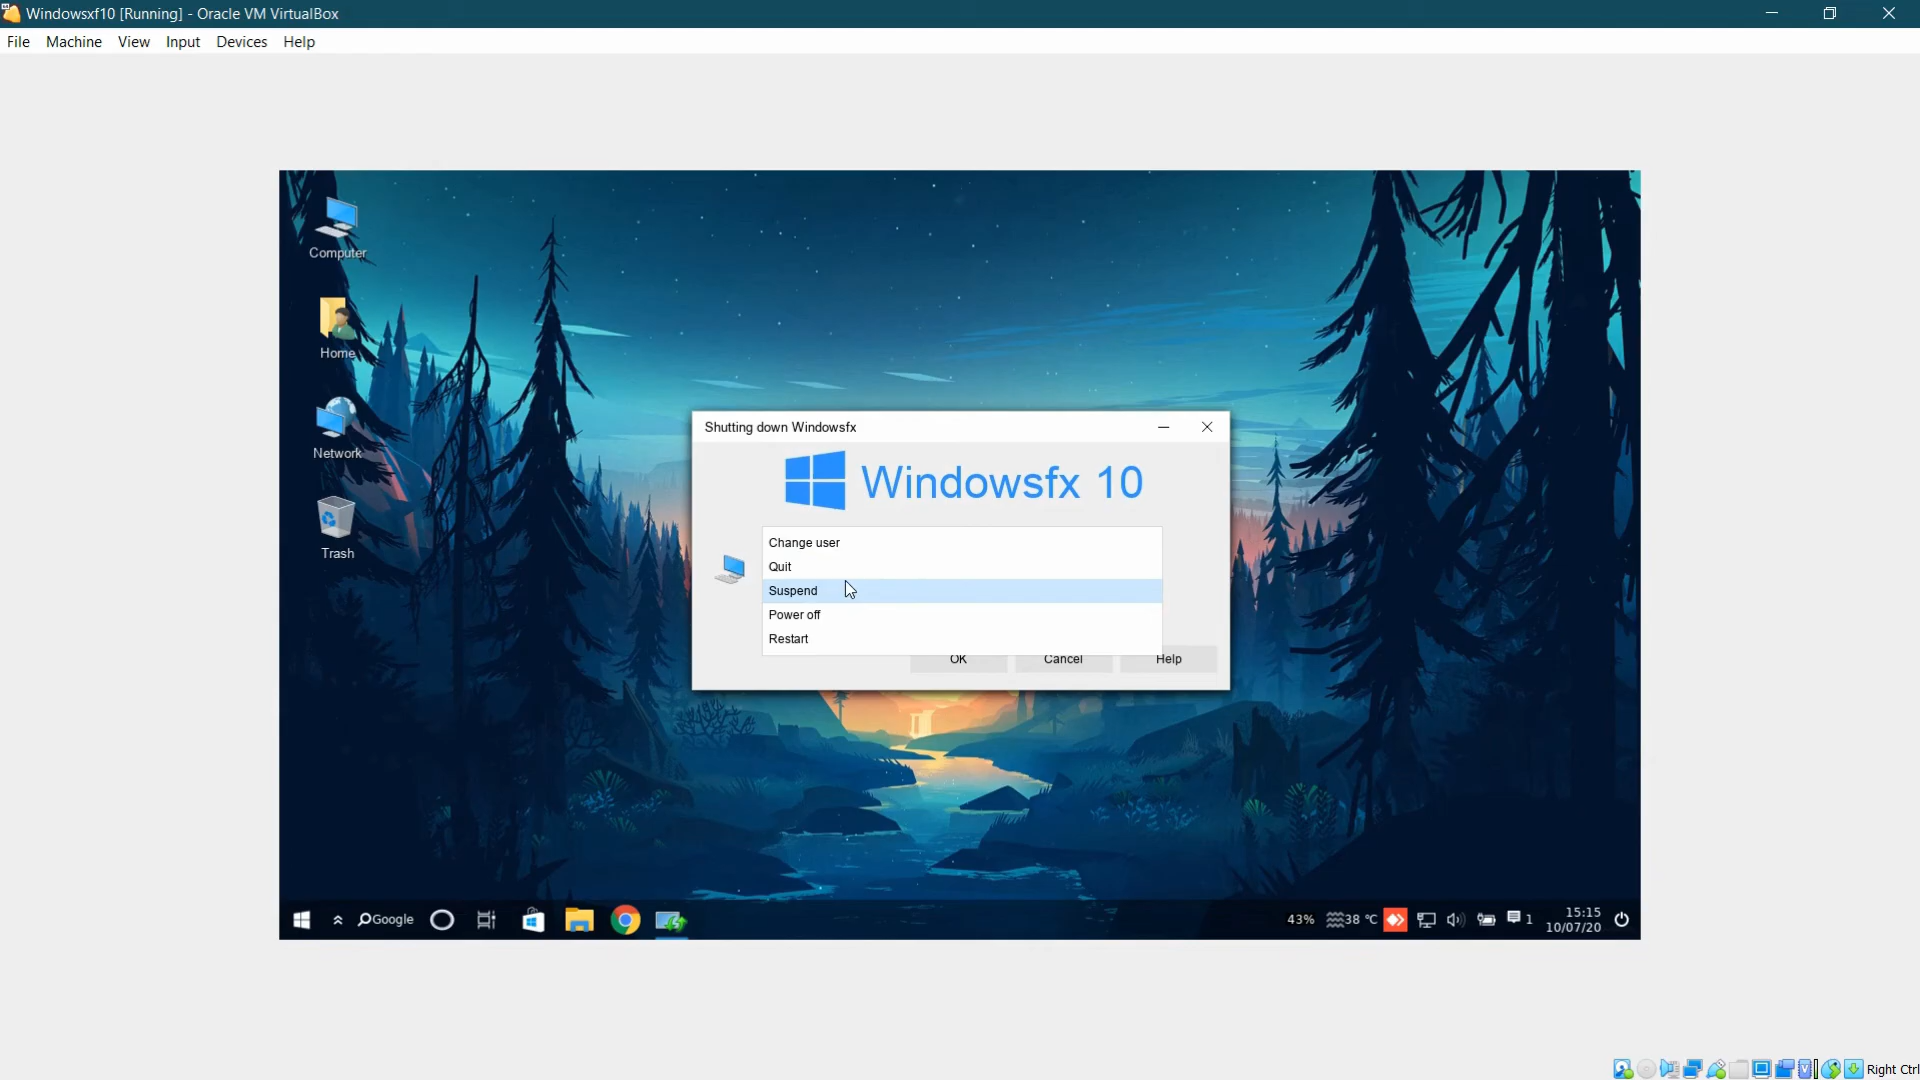 Windowsxf10 [Running] - Oracle VM VirtualBox
File Machine View Input Devices Help
Computer
Home
Network
Trash
Shutting down Windowsfx
Windowsfx 10
Change user
Quit
Suspend
Power off
Restart
OK Cancel Help
Google
43% 38 °C 1 15:15
10/07/20
Right Ctrl